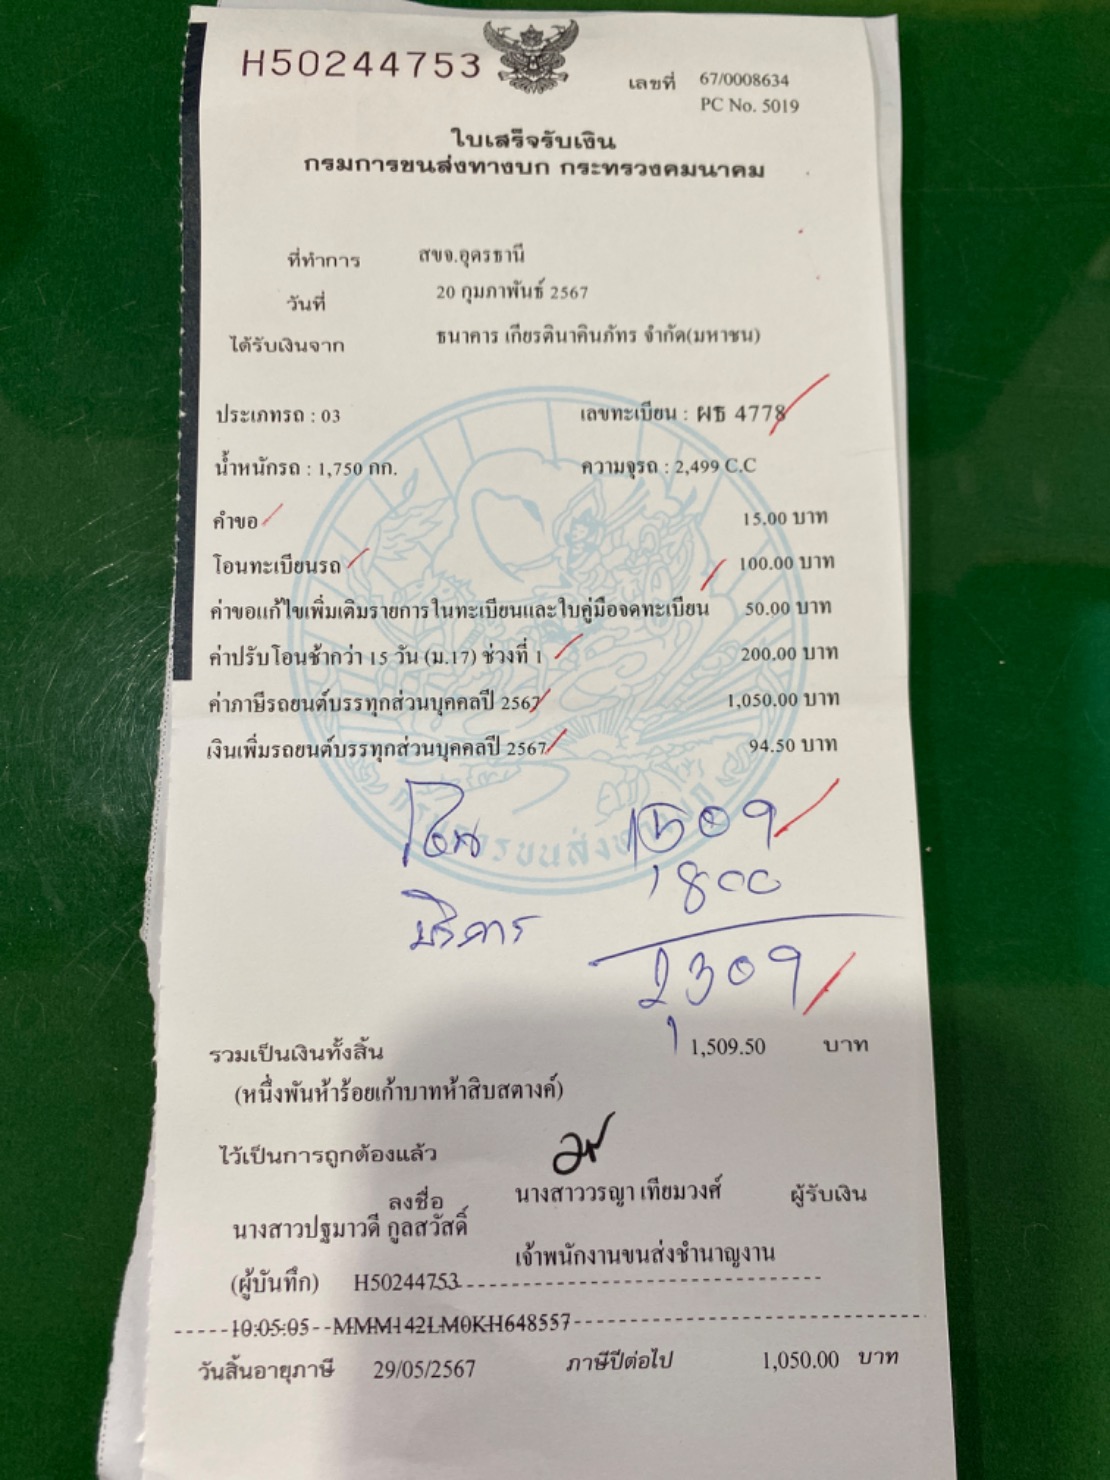 H50244753
เลขที่ 67/0008634
PC No. 5019
ใบเสร็จรับเงิน
กรมการขนส่งทางบก กระทรวงคมนาคม
ที่ทำการ สขจ.อุดรธานี
วันที่ 20 กุมภาพันธ์ 2567
ได้รับเงินจาก ธนาคาร เกียรตินาคินภัทร จำกัด(มหาชน)
ประเภทรถ : 03 เลขทะเบียน : ผธ 4778
น้ำหนักรถ : 1,750 กก. ความจุรถ : 2,499 C.C
คำขอ 15.00 บาท
โอนทะเบียนรถ 100.00 บาท
ค่าขอแก้ไขเพิ่มเติมรายการในทะเบียนและใบคู่มือจดทะเบียน 50.00 บาท
ค่าปรับโอนช้ากว่า 15 วัน (ม.17) ช่วงที่ 1 200.00 บาท
ค่าภาษีรถยนต์บรรทุกส่วนบุคคลปี 2567 1,050.00 บาท
เงินเพิ่มรถยนต์บรรทุกส่วนบุคคลปี 2567 94.50 บาท
โอน 1509
บริการ 800
2,309
รวมเป็นเงินทั้งสิ้น 1,509.50 บาท
(หนึ่งพันห้าร้อยเก้าบาทห้าสิบสตางค์)
ไว้เป็นการถูกต้องแล้ว
ลงชื่อ นางสาววรญา เทียมวงศ์ ผู้รับเงิน
นางสาวปฐมาวดี กูลสวัสดิ์
เจ้าพนักงานขนส่งชำนาญงาน
(ผู้บันทึก) H50244753
10:05:05--MMM142LM0KH648557
วันสิ้นอายุภาษี 29/05/2567 ภาษีปีต่อไป 1,050.00 บาท